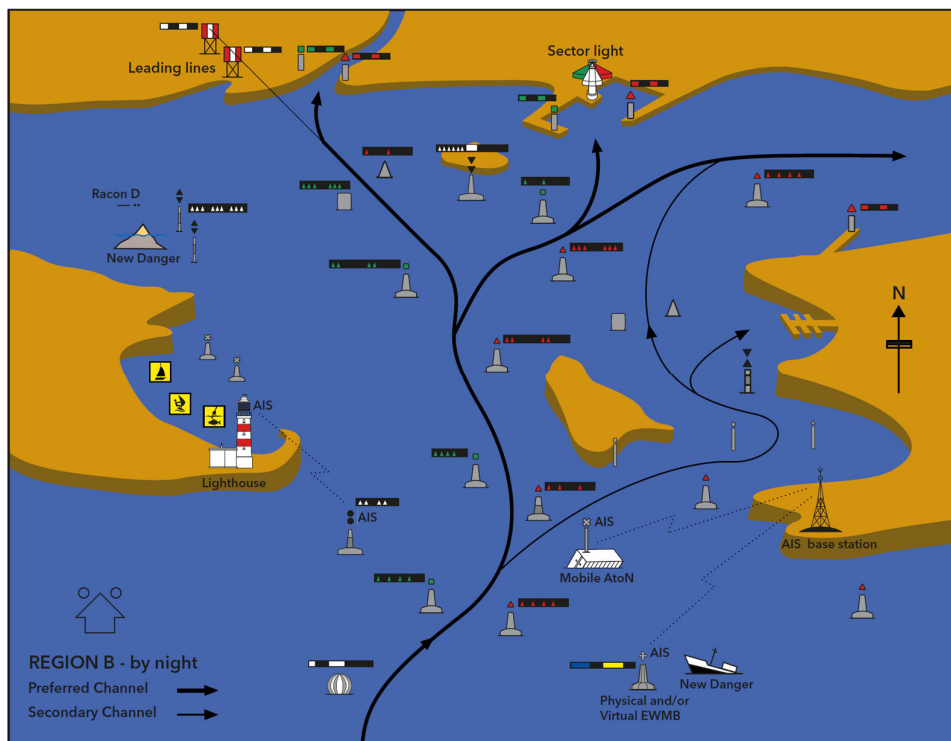 Leading lines
Sector light
Racon D
New Danger
N
AIS
Lighthouse
AIS
AIS
Mobile AtoN
AIS base station
REGION B - by night
Preferred Channel
Secondary Channel
AIS
Physical and/or
Virtual EWMB
New Danger